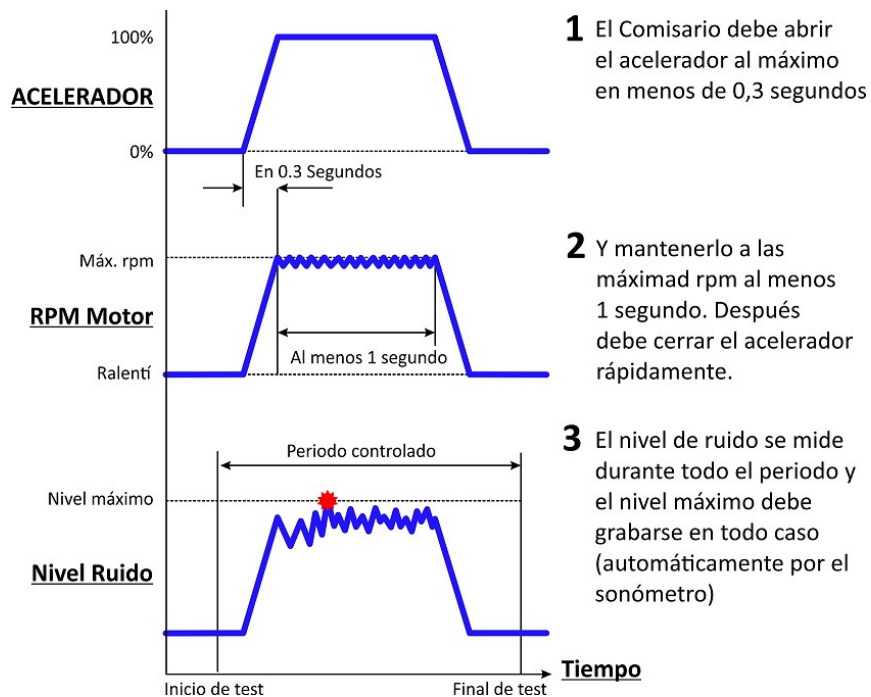 100%
ACELERADOR
0%
En 0.3 Segundos
1 El Comisario debe abrir
el acelerador al máximo
en menos de 0,3 segundos
Máx. rpm
RPM Motor
Al menos 1 segundo
Ralentí
2 Y mantenerlo a las
máximad rpm al menos
1 segundo. Después
debe cerrar el acelerador
rápidamente.
Periodo controlado
Nivel máximo
Nivel Ruido
3 El nivel de ruido se mide
durante todo el periodo y
el nivel máximo debe
grabarse en todo caso
(automáticamente por el
sonómetro)
Tiempo
Inicio de test
Final de test